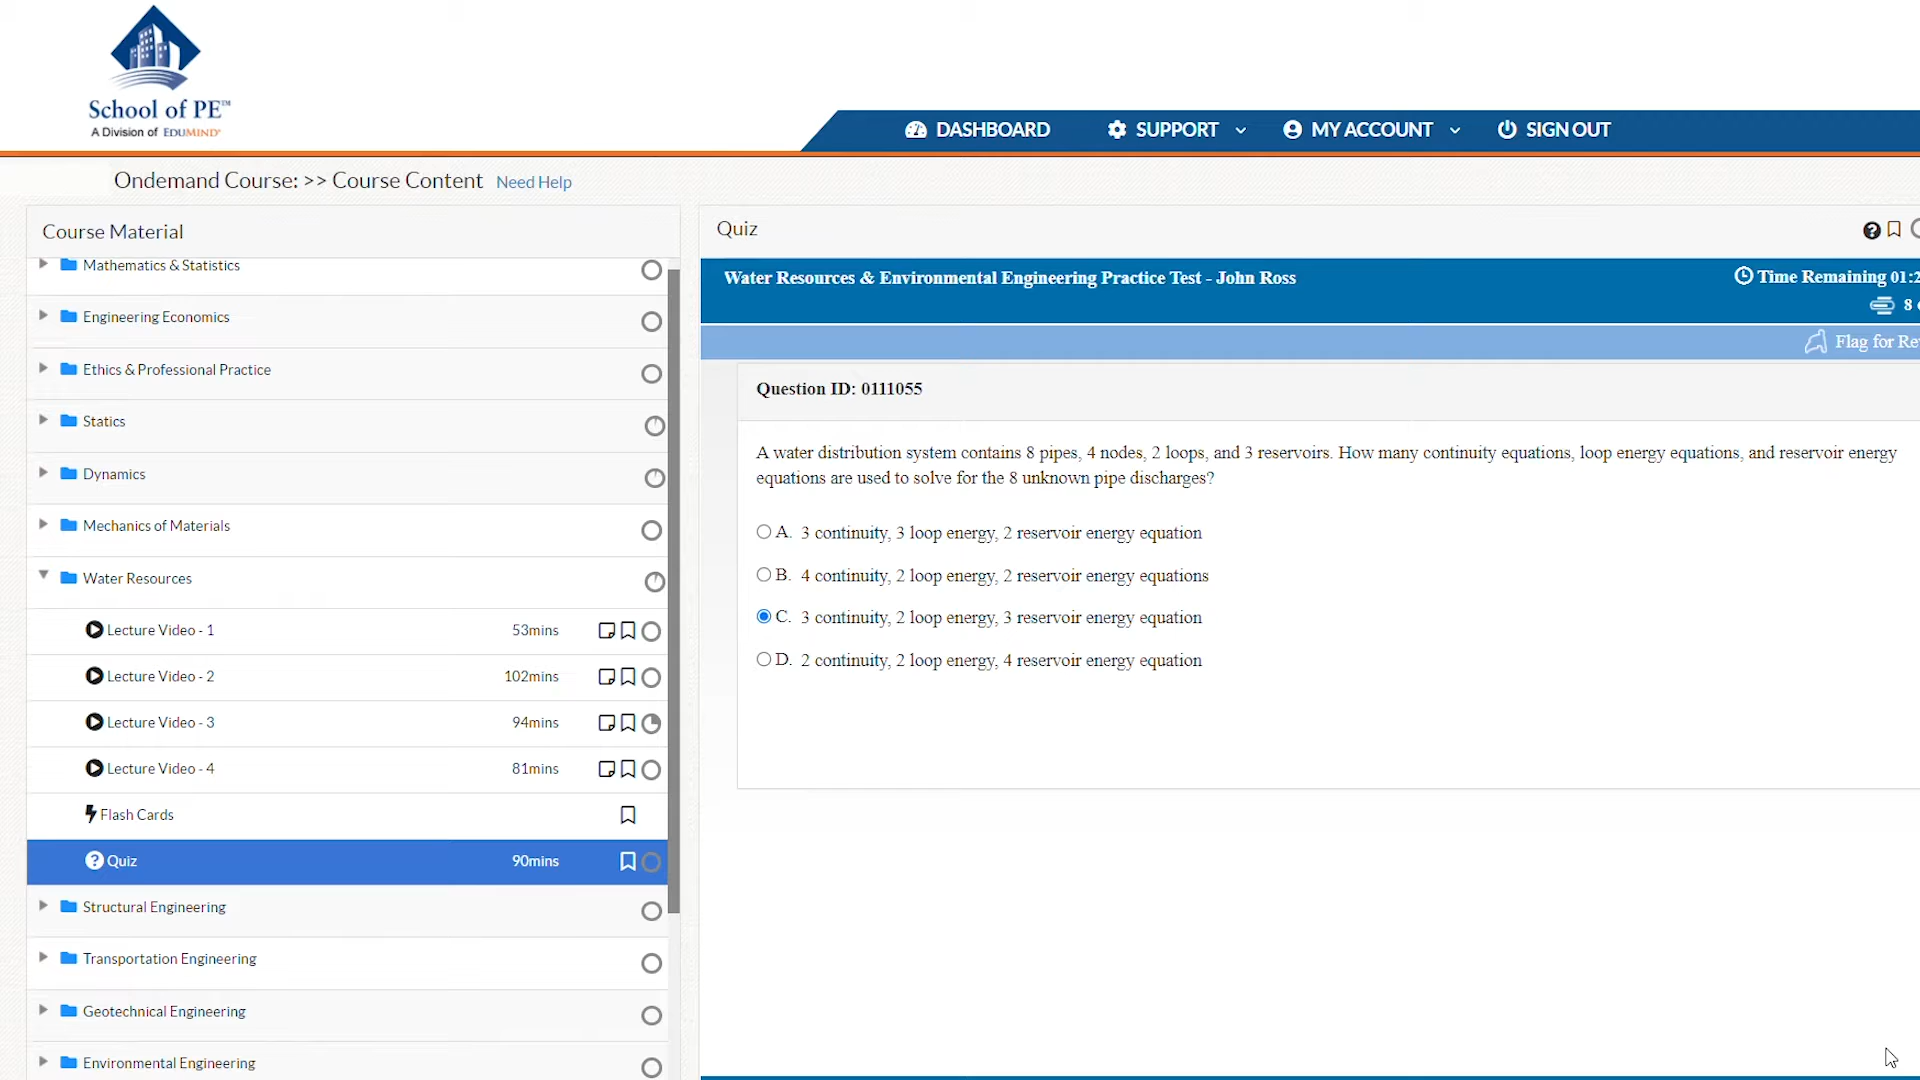 School of PE™
A Division of EDUMIND®
DASHBOARD
SUPPORT
MY ACCOUNT
SIGN OUT
Ondemand Course: >> Course Content
Need Help
Course Material
Mathematics & Statistics
Engineering Economics
Ethics & Professional Practice
Statics
Dynamics
Mechanics of Materials
Water Resources
Lecture Video - 1 53mins
Lecture Video - 2 102mins
Lecture Video - 3 94mins
Lecture Video - 4 81mins
Flash Cards
Quiz 90mins
Structural Engineering
Transportation Engineering
Geotechnical Engineering
Environmental Engineering
Quiz
Water Resources & Environmental Engineering Practice Test - John Ross
Time Remaining 01:2
8
Flag for Re
Question ID: 0111055
A water distribution system contains 8 pipes, 4 nodes, 2 loops, and 3 reservoirs. How many continuity equations, loop energy equations, and reservoir energy
equations are used to solve for the 8 unknown pipe discharges?
A. 3 continuity, 3 loop energy, 2 reservoir energy equation
B. 4 continuity, 2 loop energy, 2 reservoir energy equations
C. 3 continuity, 2 loop energy, 3 reservoir energy equation
D. 2 continuity, 2 loop energy, 4 reservoir energy equation